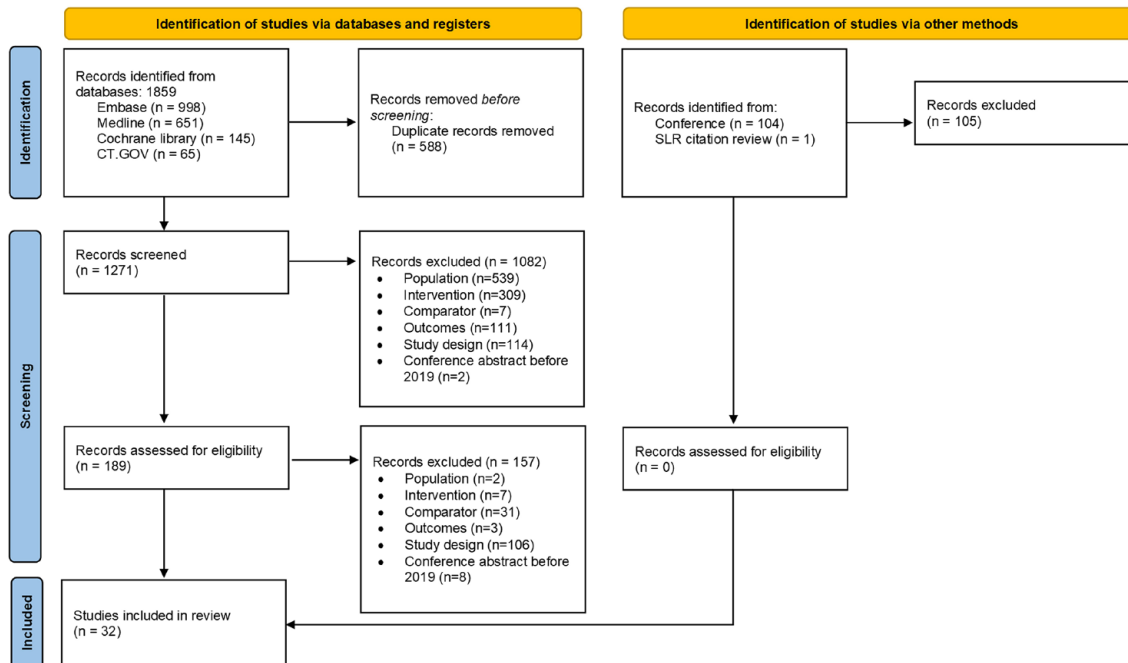 Identification of studies via databases and registers
Identification of studies via other methods
Identification
Records identified from
databases: 1859
Embase (n = 998)
Medline (n = 651)
Cochrane library (n = 145)
CT.GOV (n = 65)
Records removed before
screening:
Duplicate records removed
= 588)
Records identified from:
Conference (n = 104)
SLR citation review (n = 1)
Records excluded
(n = 105)
Screening
Records screened
(n = 1271)
Records excluded (n = 1082)
• Population (n=539)
• Intervention (n=309)
• Comparator (n=7)
• Outcomes (n=111)
• Study design (n=114)
• Conference abstract before
2019 (n=2)
Records assessed for eligibility
(n = 189)
Records excluded (n = 157)
• Population (n=2)
• Intervention (n=7)
• Comparator (n=31)
• Outcomes (n=3)
• Study design (n=106)
• Conference abstract before
2019 (n=8)
Records assessed for eligibility
(n = 0)
Included
Studies included in review
(n = 32)